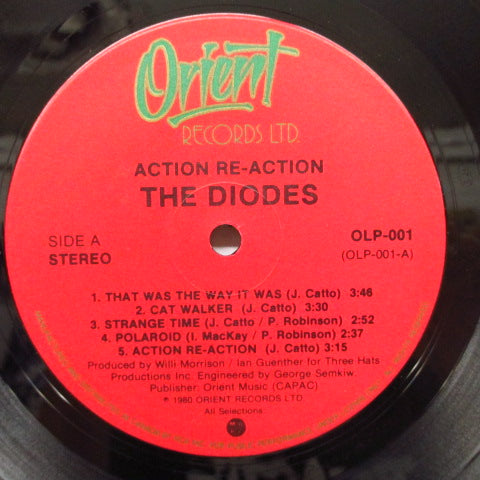 Orient
RECORDS LTD.
ACTION RE-ACTION
THE DIODES
SIDE A
STEREO
OLP-001
(OLP-001-A)
1. THAT WAS THE WAY IT WAS (J. Catto) 3:46
2. CAT WALKER (J. Catto) 3:30
3. STRANGE TIME (J. Catto / P. Robinson) 2:52
4. POLAROID (I. MacKay / P. Robinson) 2:37
5. ACTION RE-ACTION (J. Catto) 3:15
Produced by Willi Morrison / Ian Guenther for Three Hats
Productions Inc. Engineered by George Semkiw.
Publisher: Orient Music (CAPAC)
℗ 1980 ORIENT RECORDS LTD.
All Selections.